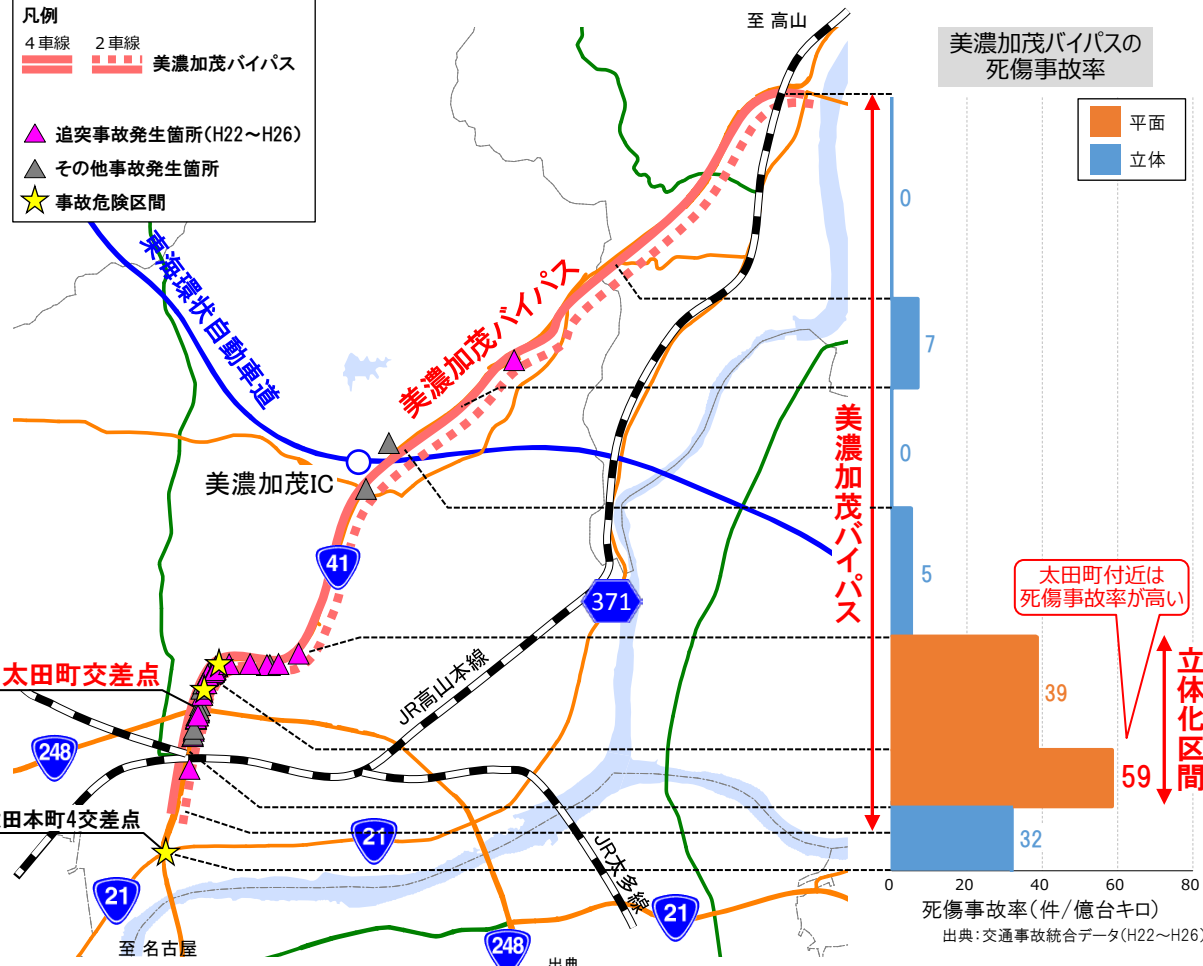 凡例
4車線 2車線
美濃加茂バイパス
追突事故発生箇所(H22～H26)
その他事故発生箇所
事故危険区間
至 高山
東海環状自動車道
美濃加茂バイパス
美濃加茂IC
41
371
太田町交差点
JR高山本線
248
田本町4交差点
21
21
JR太多線
21
248
至 名古屋
出典
美濃加茂バイパスの
死傷事故率
平面
立体
0
7
0
5
39
59
32
美濃加茂バイパス
太田町付近は
死傷事故率が高い
立体化区間
0 20 40 60 80
死傷事故率(件/億台キロ)
出典:交通事故統合データ(H22～H26)